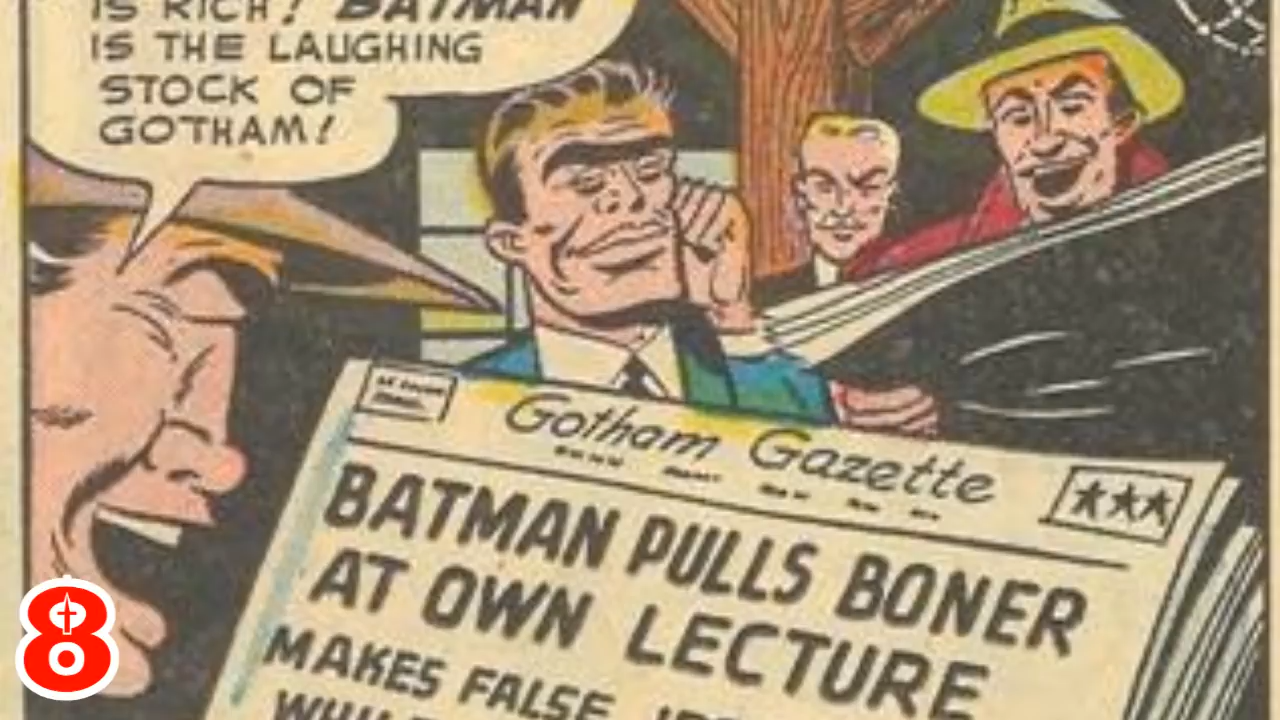 IS RICH! BATMAN
IS THE LAUGHING
STOCK OF
GOTHAM!
Gotham Gazette
BATMAN PULLS BONER
AT OWN LECTURE
MAKES FALSE
8